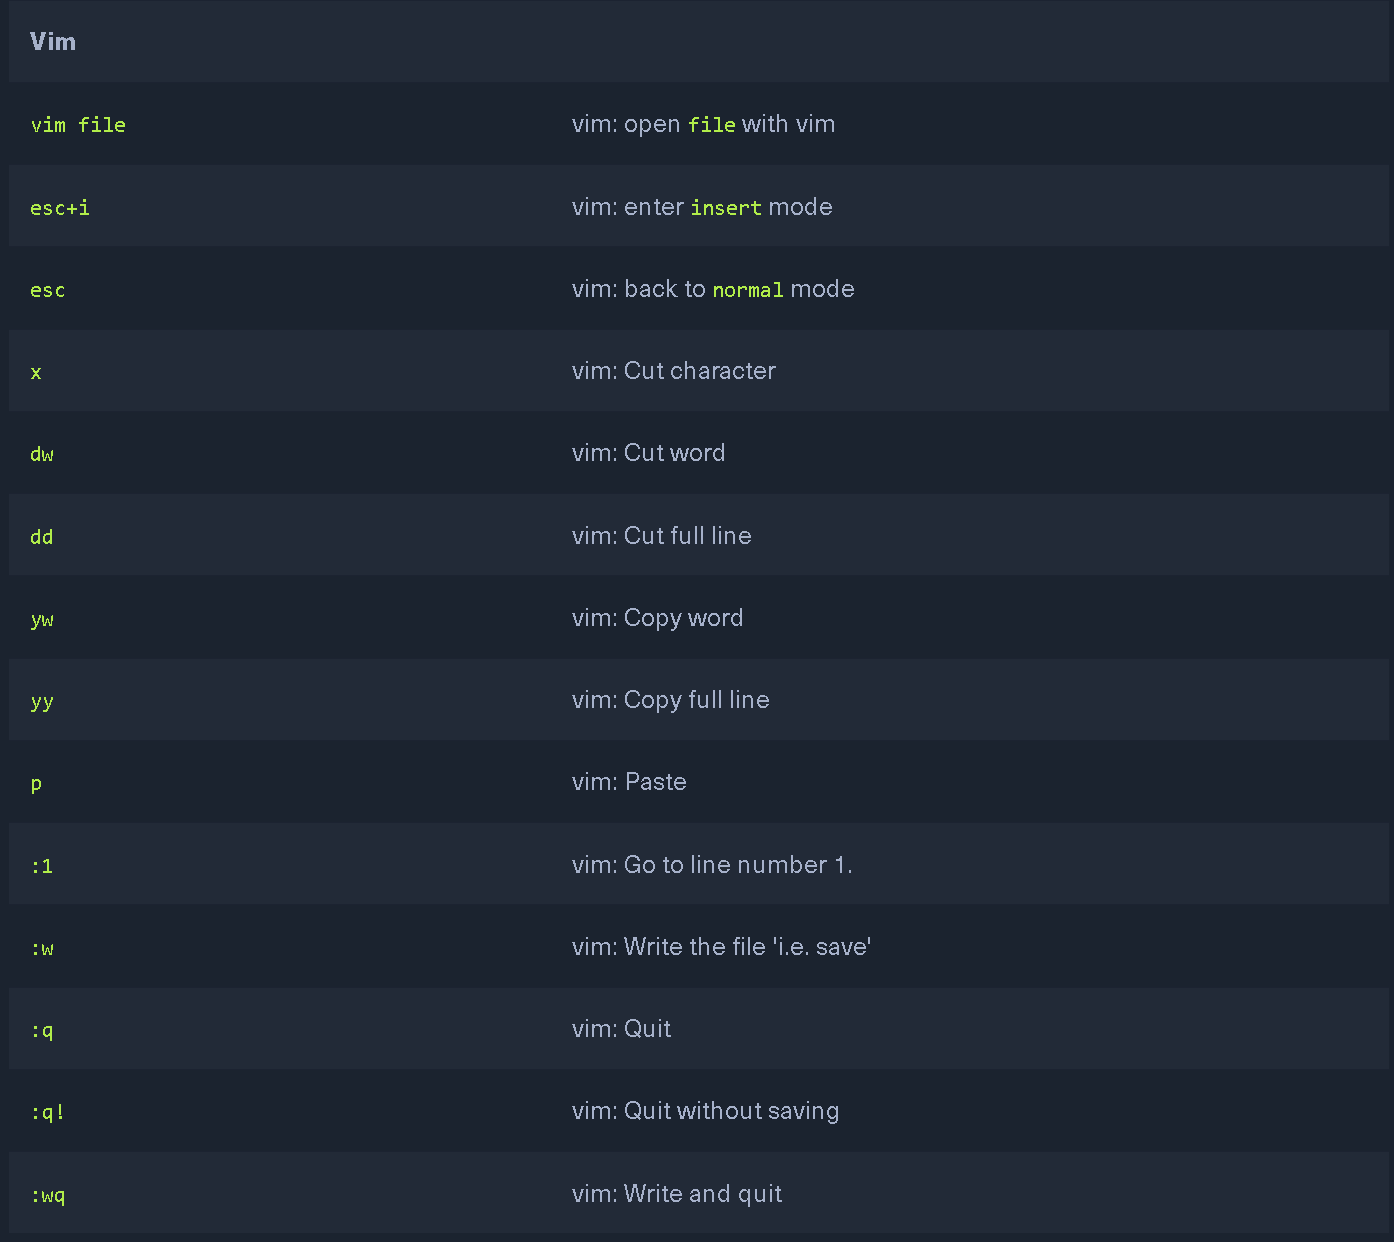 Vim
vim file vim: open file with vim
esc+i vim: enter insert mode
esc vim: back to normal mode
x vim: Cut character
dw vim: Cut word
dd vim: Cut full line
yw vim: Copy word
yy vim: Copy full line
p vim: Paste
:1 vim: Go to line number 1.
:w vim: Write the file 'i.e. save'
:q vim: Quit
:q! vim: Quit without saving
:wq vim: Write and quit